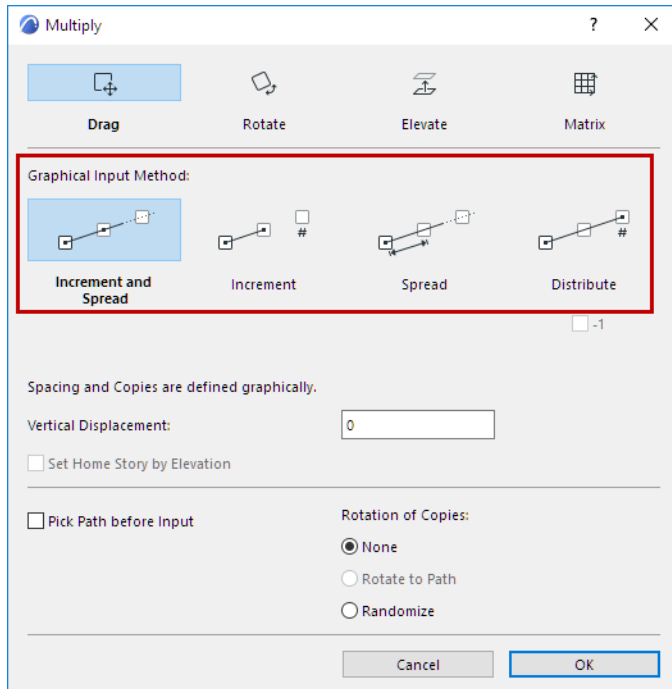 Multiply ?
Drag Rotate Elevate Matrix
Graphical Input Method:
# #
Increment and Increment Spread Distribute
Spread
-1
Spacing and Copies are defined graphically.
Vertical Displacement: 0
Set Home Story by Elevation
Pick Path before Input Rotation of Copies:
None
Rotate to Path
Randomize
Cancel OK